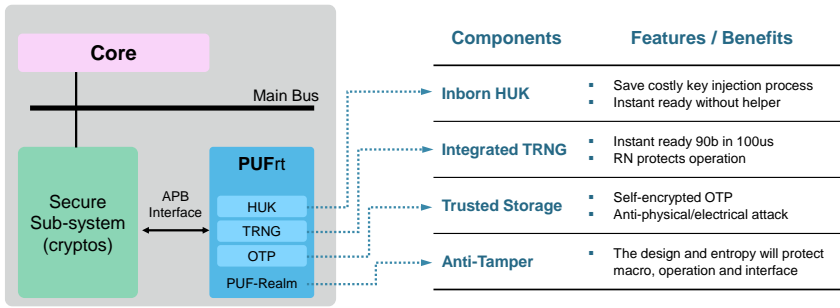 Core
Main Bus
Secure
Sub-system
(cryptos)
APB
Interface
PUFrt
HUK
TRNG
OTP
PUF-Realm
Components
Features / Benefits
Inborn HUK
▪ Save costly key injection process
▪ Instant ready without helper
Integrated TRNG
▪ Instant ready 90b in 100us
▪ RN protects operation
Trusted Storage
▪ Self-encrypted OTP
▪ Anti-physical/electrical attack
Anti-Tamper
▪ The design and entropy will protect
macro, operation and interface